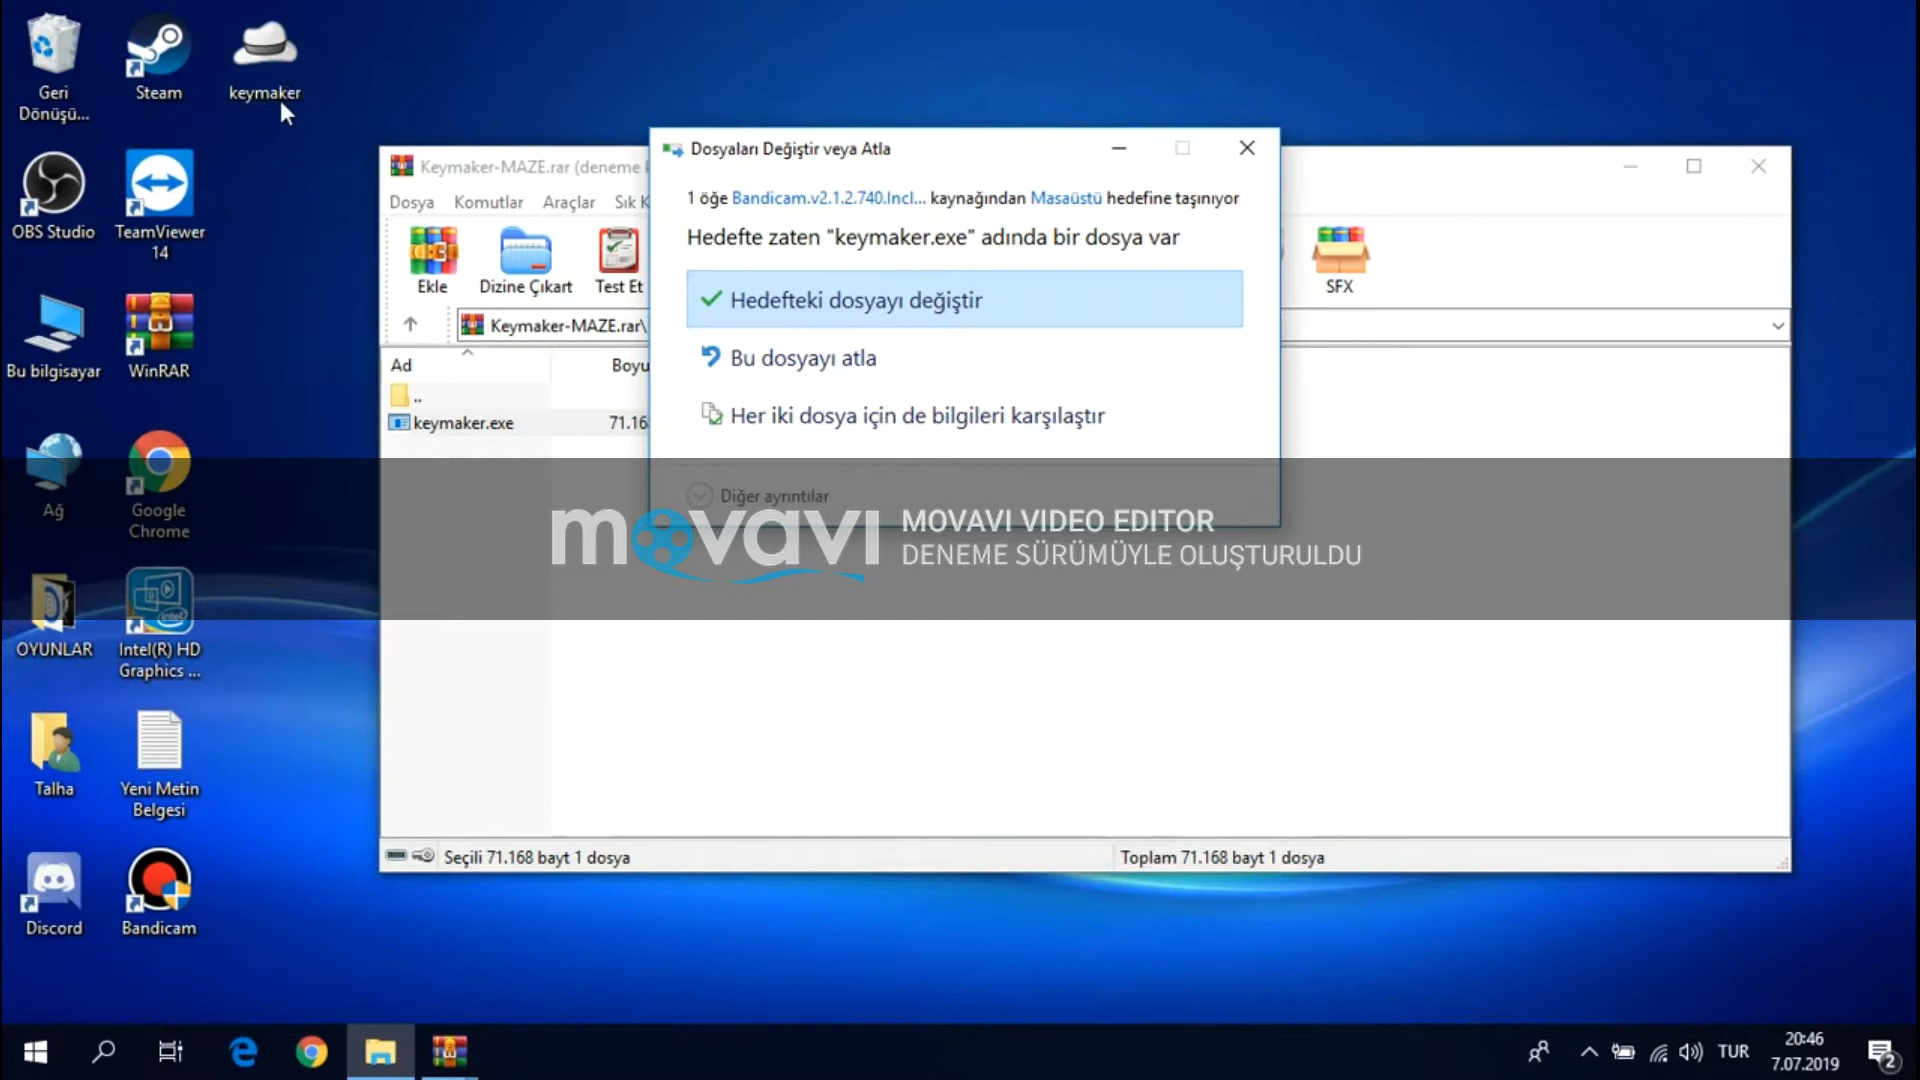 Geri
Dönüşü...
Steam
keymaker
OBS Studio
TeamViewer
14
Bu bilgisayar
WinRAR
Ağ
Google
Chrome
OYUNLAR
Intel(R) HD
Graphics ...
Talha
Yeni Metin
Belgesi
Discord
Bandicam
Keymaker-MAZE.rar (deneme
Dosya Komutlar Araçlar Sık K
Ekle Dizine Çıkart Test Et SFX
Keymaker-MAZE.rar\
Ad Boyu
..
keymaker.exe 71.16
Dosyaları Değiştir veya Atla
1 öğe Bandicam.v2.1.2.740.Incl... kaynağından Masaüstü hedefine taşınıyor
Hedefte zaten "keymaker.exe" adında bir dosya var
Hedefteki dosyayı değiştir
Bu dosyayı atla
Her iki dosya için de bilgileri karşılaştır
Diğer ayrıntılar
movavi
MOVAVI VIDEO EDITOR
DENEME SÜRÜMÜYLE OLUŞTURULDU
Seçili 71.168 bayt 1 dosya
Toplam 71.168 bayt 1 dosya
TUR
20:46
7.07.2019
2